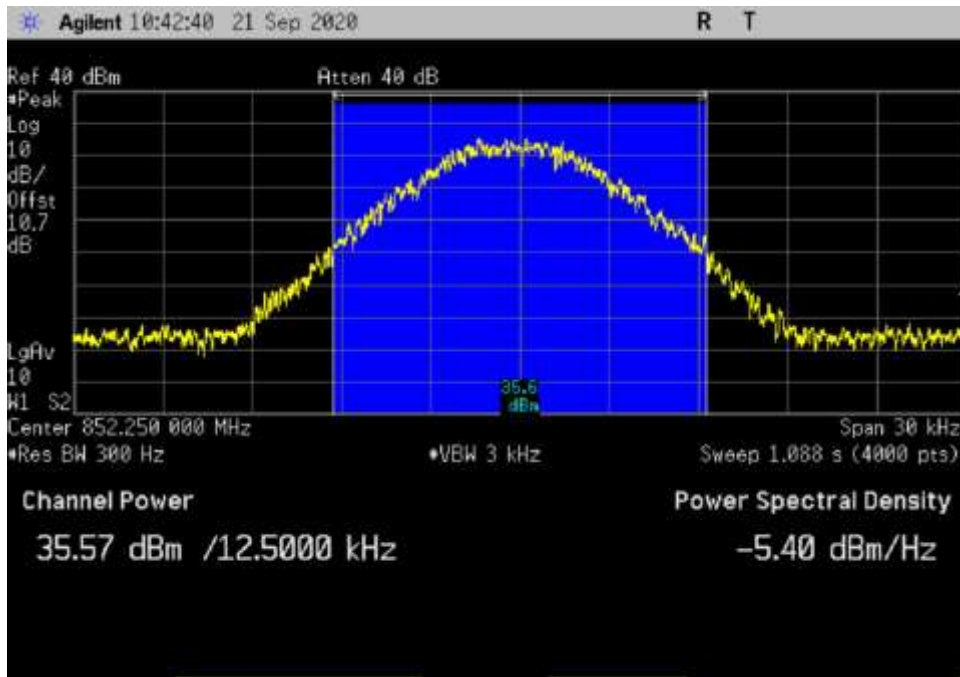 Agilent 10:42:40 21 Sep 2020 R T
Ref 40 dBm Atten 40 dB
#Peak
Log
10
dB/
Offst
10.7
dB
LgAv
10
W1 S2
35.6
dBm
Center 852.250 000 MHz Span 30 kHz
#Res BW 300 Hz #VBW 3 kHz Sweep 1.088 s (4000 pts)
Channel Power Power Spectral Density
35.57 dBm /12.5000 kHz -5.40 dBm/Hz